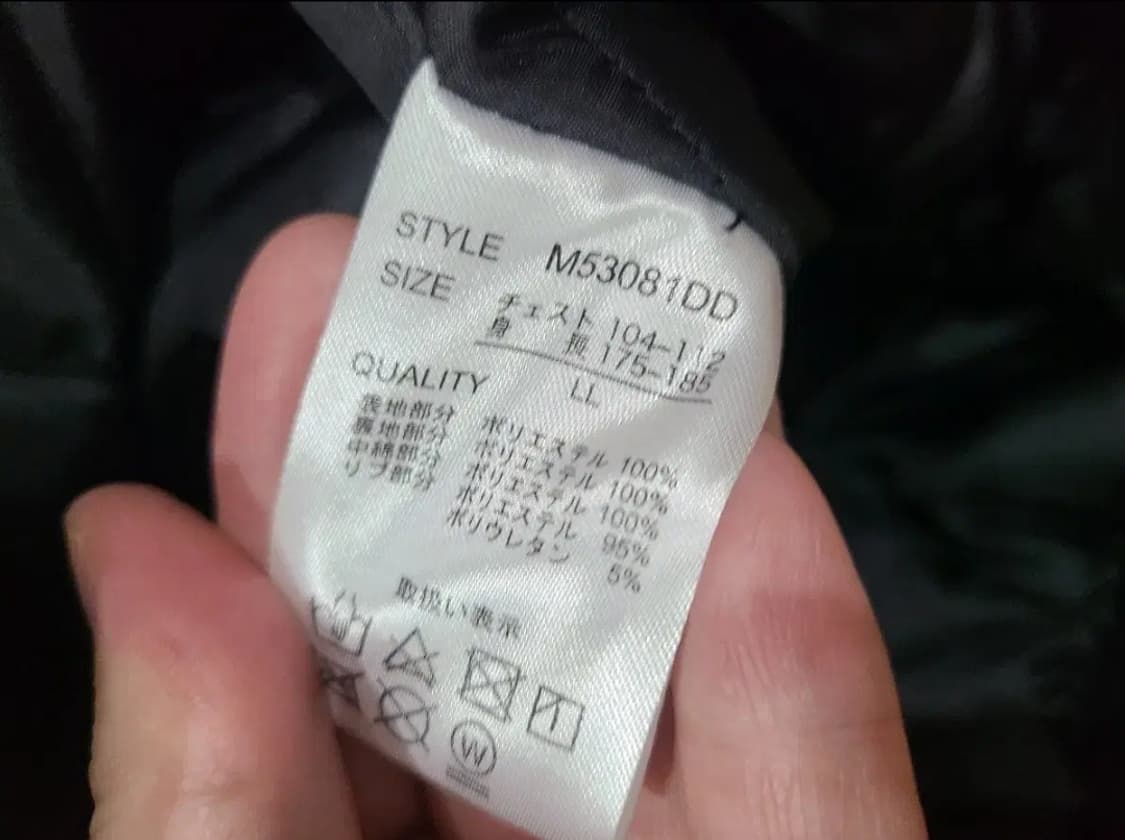 STYLE M53081DD
SIZE チェスト 104-112
身長 175-185
LL
QUALITY
表地部分 ポリエステル 100%
裏地部分 ポリエステル 100%
中綿部分 ポリエステル 100%
リブ部分 ポリエステル 95%
ポリウレタン 5%
取扱い表示
W